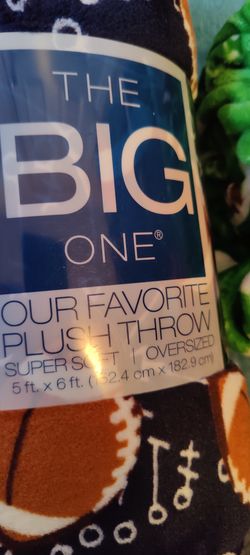 THE
BIG
ONE®
OUR FAVORITE
PLUSH THROW
SUPER SOFT | OVERSIZED
5 ft. x 6 ft. (152.4 cm x 182.9 cm)